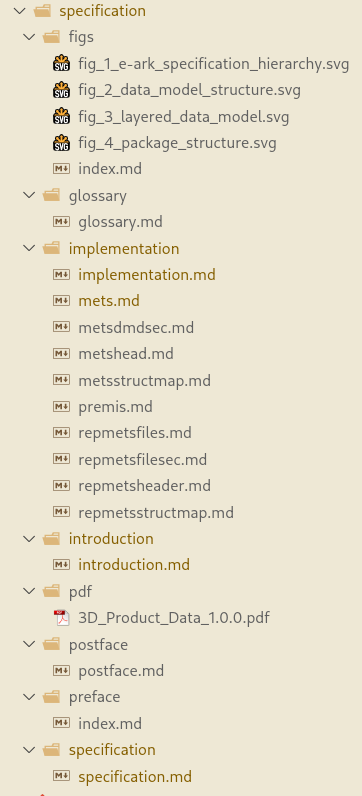 specification
figs
fig_1_e-ark_specification_hierarchy.svg
fig_2_data_model_structure.svg
fig_3_layered_data_model.svg
fig_4_package_structure.svg
index.md
glossary
glossary.md
implementation
implementation.md
mets.md
metsdmdsec.md
metshead.md
metsstructmap.md
premis.md
repmetsfiles.md
repmetsfilesec.md
repmetsheader.md
repmetsstructmap.md
introduction
introduction.md
pdf
3D_Product_Data_1.0.0.pdf
postface
postface.md
preface
index.md
specification
specification.md